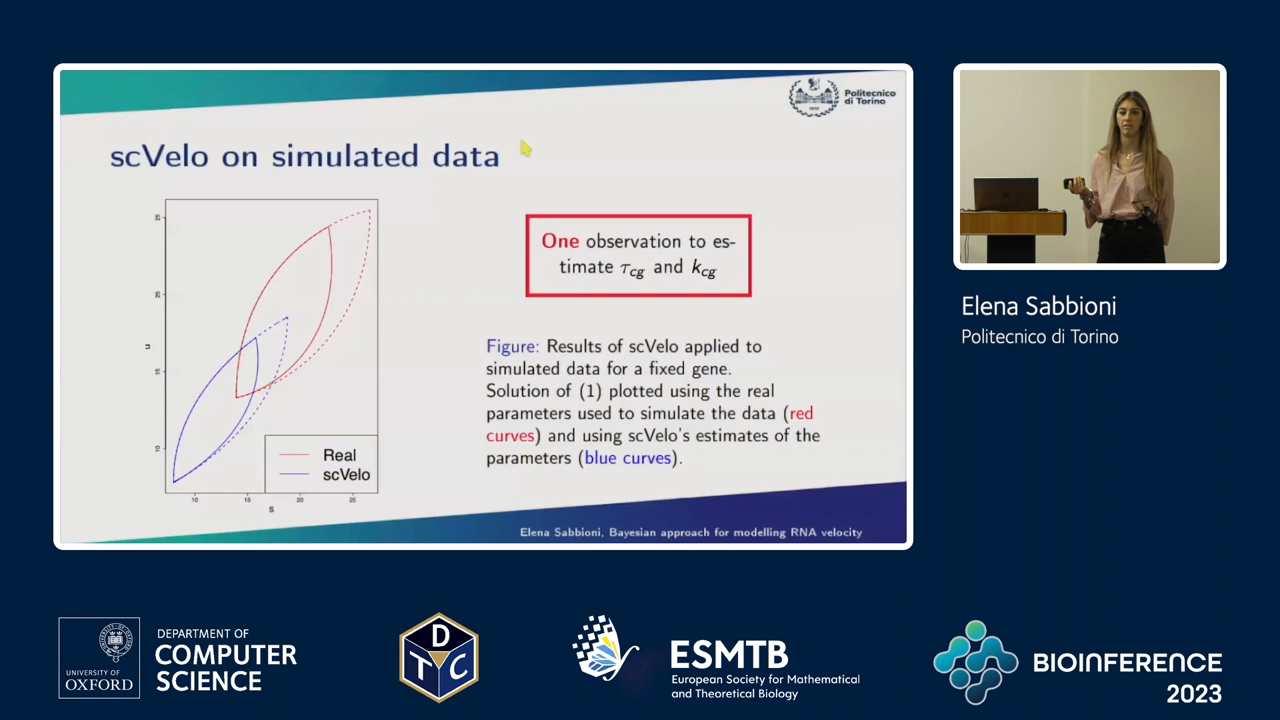 Politecnico
di Torino
scVelo on simulated data
25
20
15
10
u
10
15
20
25
s
Real
scVelo
One observation to es-
timate τcg and kcg
Figure: Results of scVelo applied to
simulated data for a fixed gene.
Solution of (1) plotted using the real
parameters used to simulate the data (red
curves) and using scVelo's estimates of the
parameters (blue curves).
Elena Sabbioni, Bayesian approach for modelling RNA velocity
Elena Sabbioni
Politecnico di Torino
UNIVERSITY OF
OXFORD
DEPARTMENT OF
COMPUTER
SCIENCE
D
T C
ESMTB
European Society for Mathematical
and Theoretical Biology
BIOINFERENCE
2023